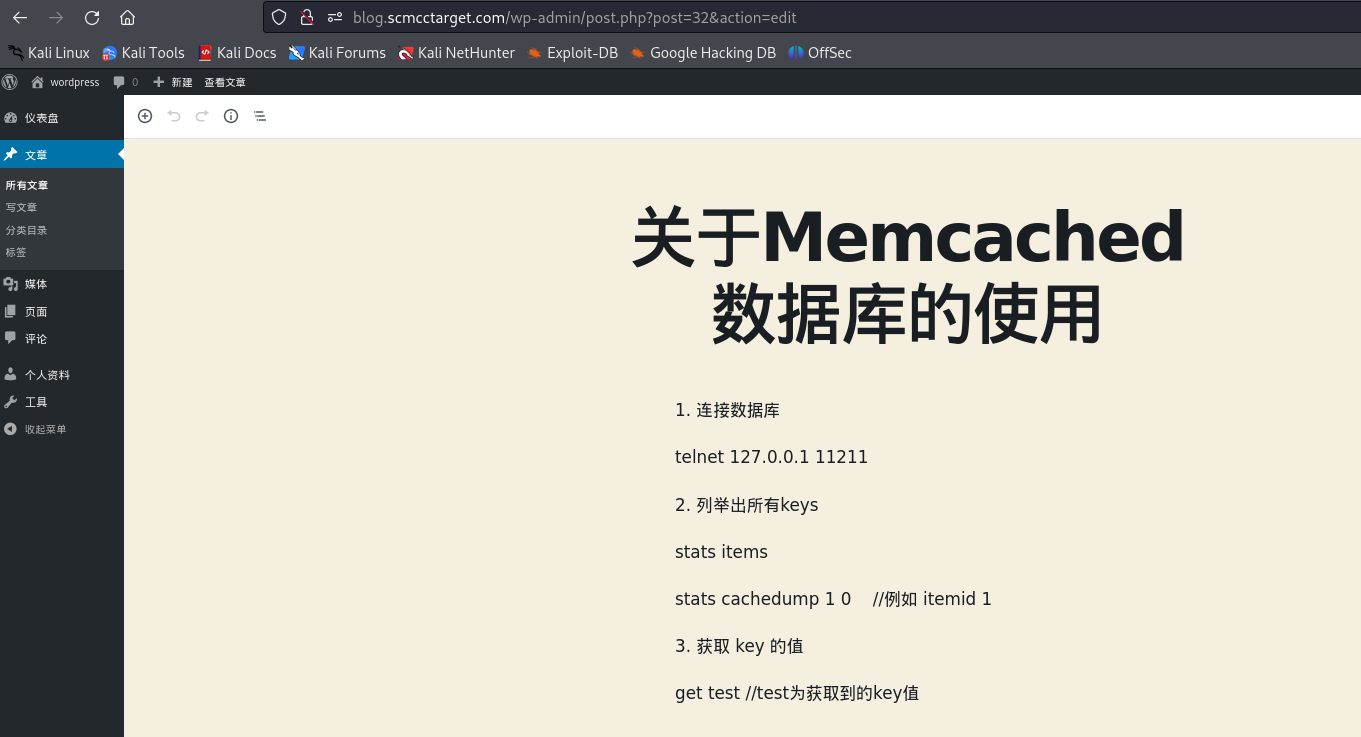 blog.scmcctarget.com/wp-admin/post.php?post=32&action=edit
Kali Linux Kali Tools Kali Docs Kali Forums Kali NetHunter Exploit-DB Google Hacking DB OffSec
wordpress 0 新建 查看文章
仪表盘
文章
所有文章
写文章
分类目录
标签
媒体
页面
评论
个人资料
工具
收起菜单
关于Memcached
数据库的使用
1. 连接数据库
telnet 127.0.0.1 11211
2. 列举出所有keys
stats items
stats cachedump 1 0 //例如 itemid 1
3. 获取 key 的值
get test //test为获取到的key值